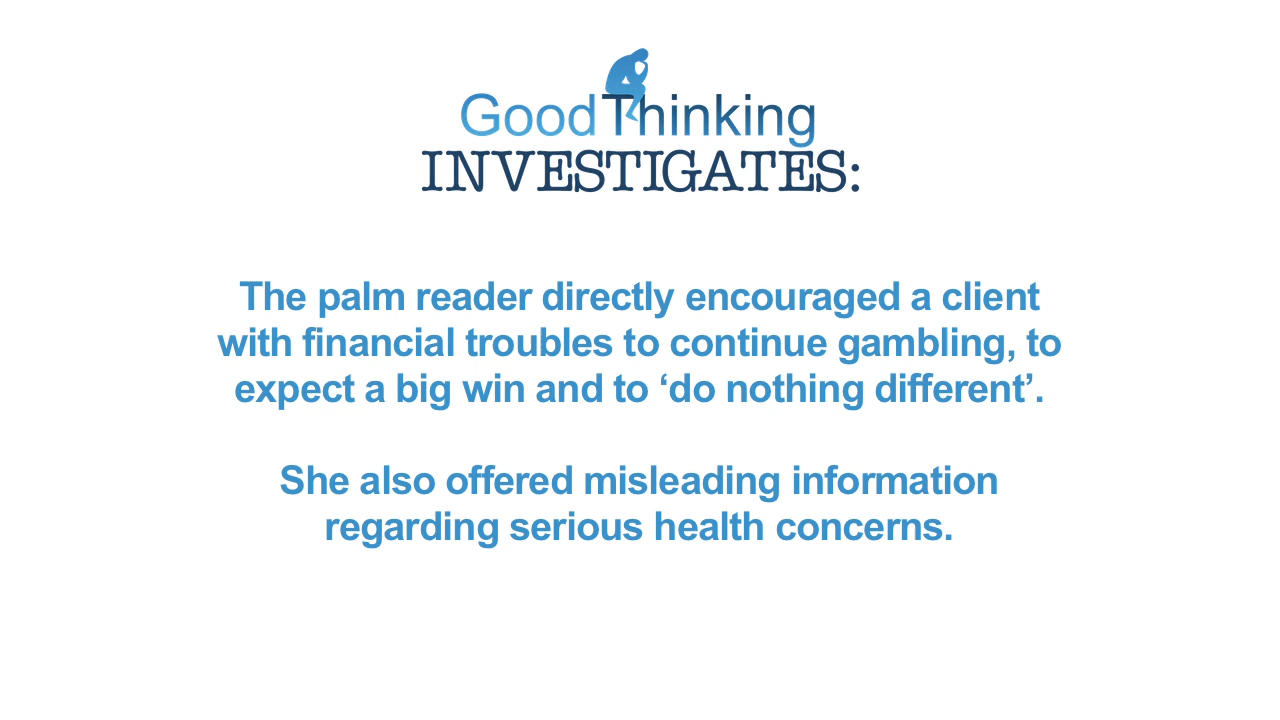 GoodThinking
INVESTIGATES:
The palm reader directly encouraged a client
with financial troubles to continue gambling, to
expect a big win and to ‘do nothing different’.
She also offered misleading information
regarding serious health concerns.